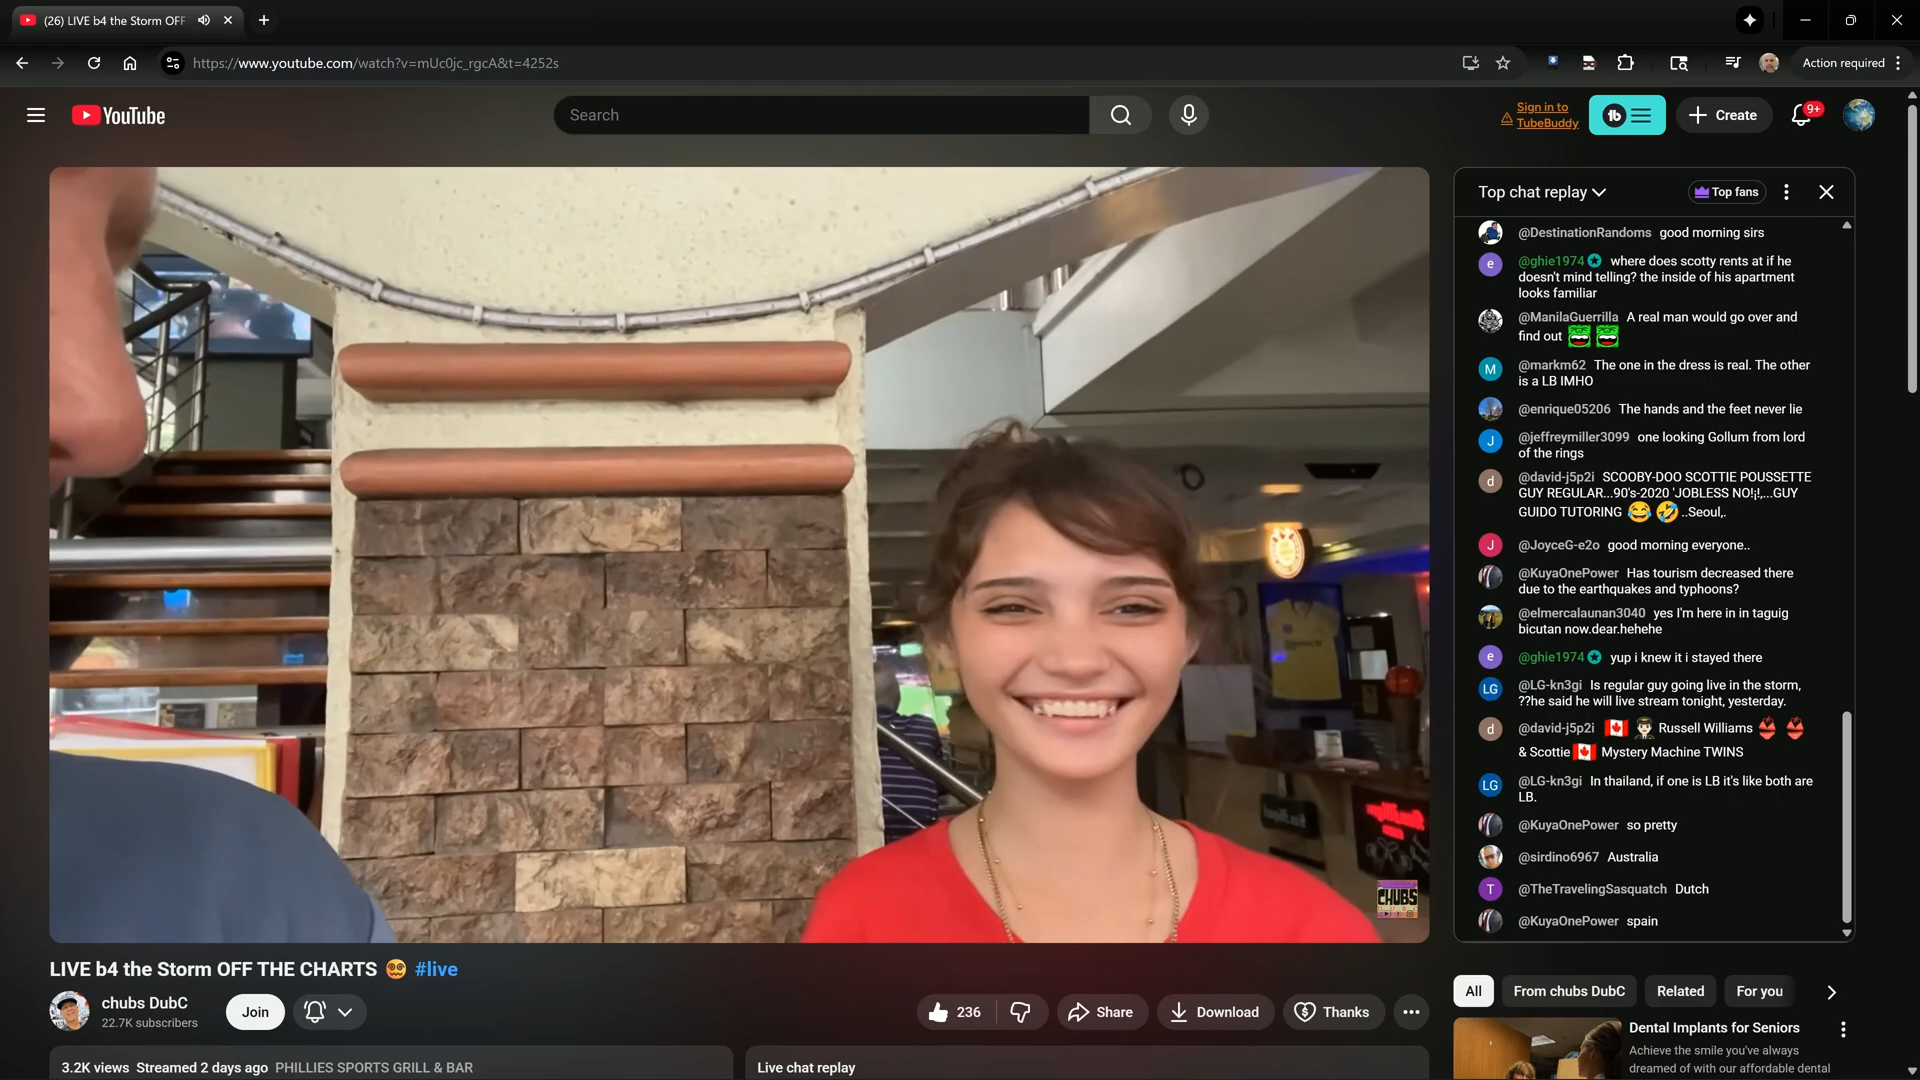 (26) LIVE b4 the Storm OFF
https://www.youtube.com/watch?v=mUc0jc_rgcA&t=4252s
Action required
YouTube
Search
Sign in to
TubeBuddy
Create
9+
Top chat replay
Top fans
@DestinationRandoms good morning sirs
@ghie1974 where does scotty rents at if he
doesn't mind telling? the inside of his apartment
looks familiar
@ManilaGuerrilla A real man would go over and
find out
@markm62 The one in the dress is real. The other
is a LB IMHO
@enrique05206 The hands and the feet never lie
@jeffreymiller3099 one looking Gollum from lord
of the rings
@david-j5p2i SCOOBY-DOO SCOTTIE POUSSETTE
GUY REGULAR...90's-2020 'JOBLESS NO!¡!,...GUY
GUIDO TUTORING 😂 🤣 ..Seoul,.
@JoyceG-e2o good morning everyone..
@KuyaOnePower Has tourism decreased there
due to the earthquakes and typhoons?
@elmercalaunan3040 yes I'm here in in taguig
bicutan now.dear.hehehe
@ghie1974 yup i knew it i stayed there
@LG-kn3gi Is regular guy going live in the storm,
??he said he will live stream tonight, yesterday.
@david-j5p2i 🇨🇦 Russell Williams 👙 👙
& Scottie 🇨🇦 Mystery Machine TWINS
@LG-kn3gi In thailand, if one is LB it's like both are
LB.
@KuyaOnePower so pretty
@sirdino6967 Australia
@TheTravelingSasquatch Dutch
@KuyaOnePower spain
CHUBS
LIVE b4 the Storm OFF THE CHARTS 😵‍💫 #live
chubs DubC
22.7K subscribers
Join
236
Share
Download
Thanks
3.2K views Streamed 2 days ago PHILLIES SPORTS GRILL & BAR
Live chat replay
All
From chubs DubC
Related
For you
Dental Implants for Seniors
Achieve the smile you've always
dreamed of with our affordable dental